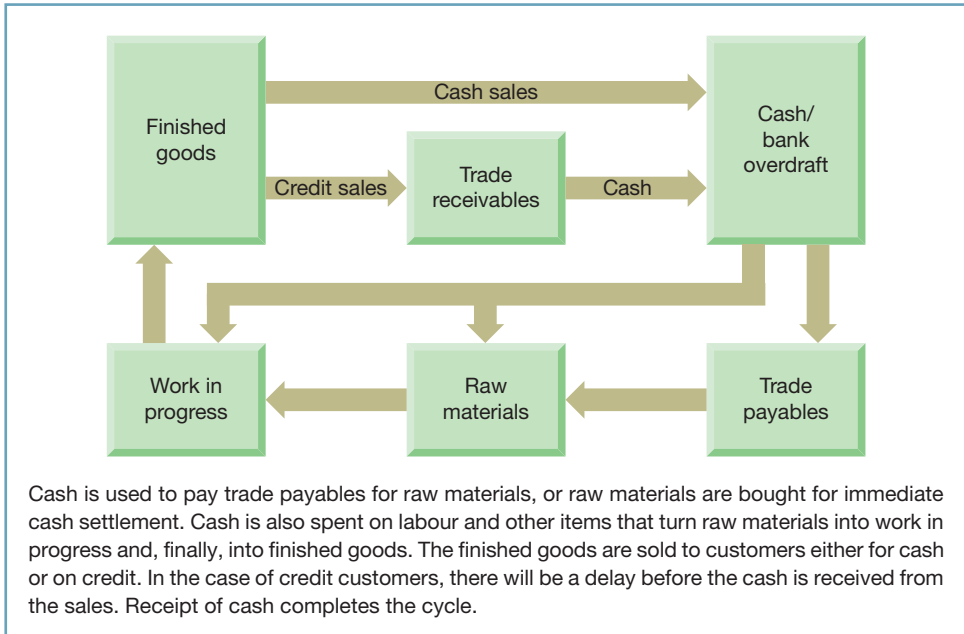 Finished
goods
Cash sales
Cash/
bank
overdraft
Credit sales
Trade
receivables
Cash
Work in
progress
Raw
materials
Trade
payables
Cash is used to pay trade payables for raw materials, or raw materials are bought for immediate
cash settlement. Cash is also spent on labour and other items that turn raw materials into work in
progress and, finally, into finished goods. The finished goods are sold to customers either for cash
or on credit. In the case of credit customers, there will be a delay before the cash is received from
the sales. Receipt of cash completes the cycle.